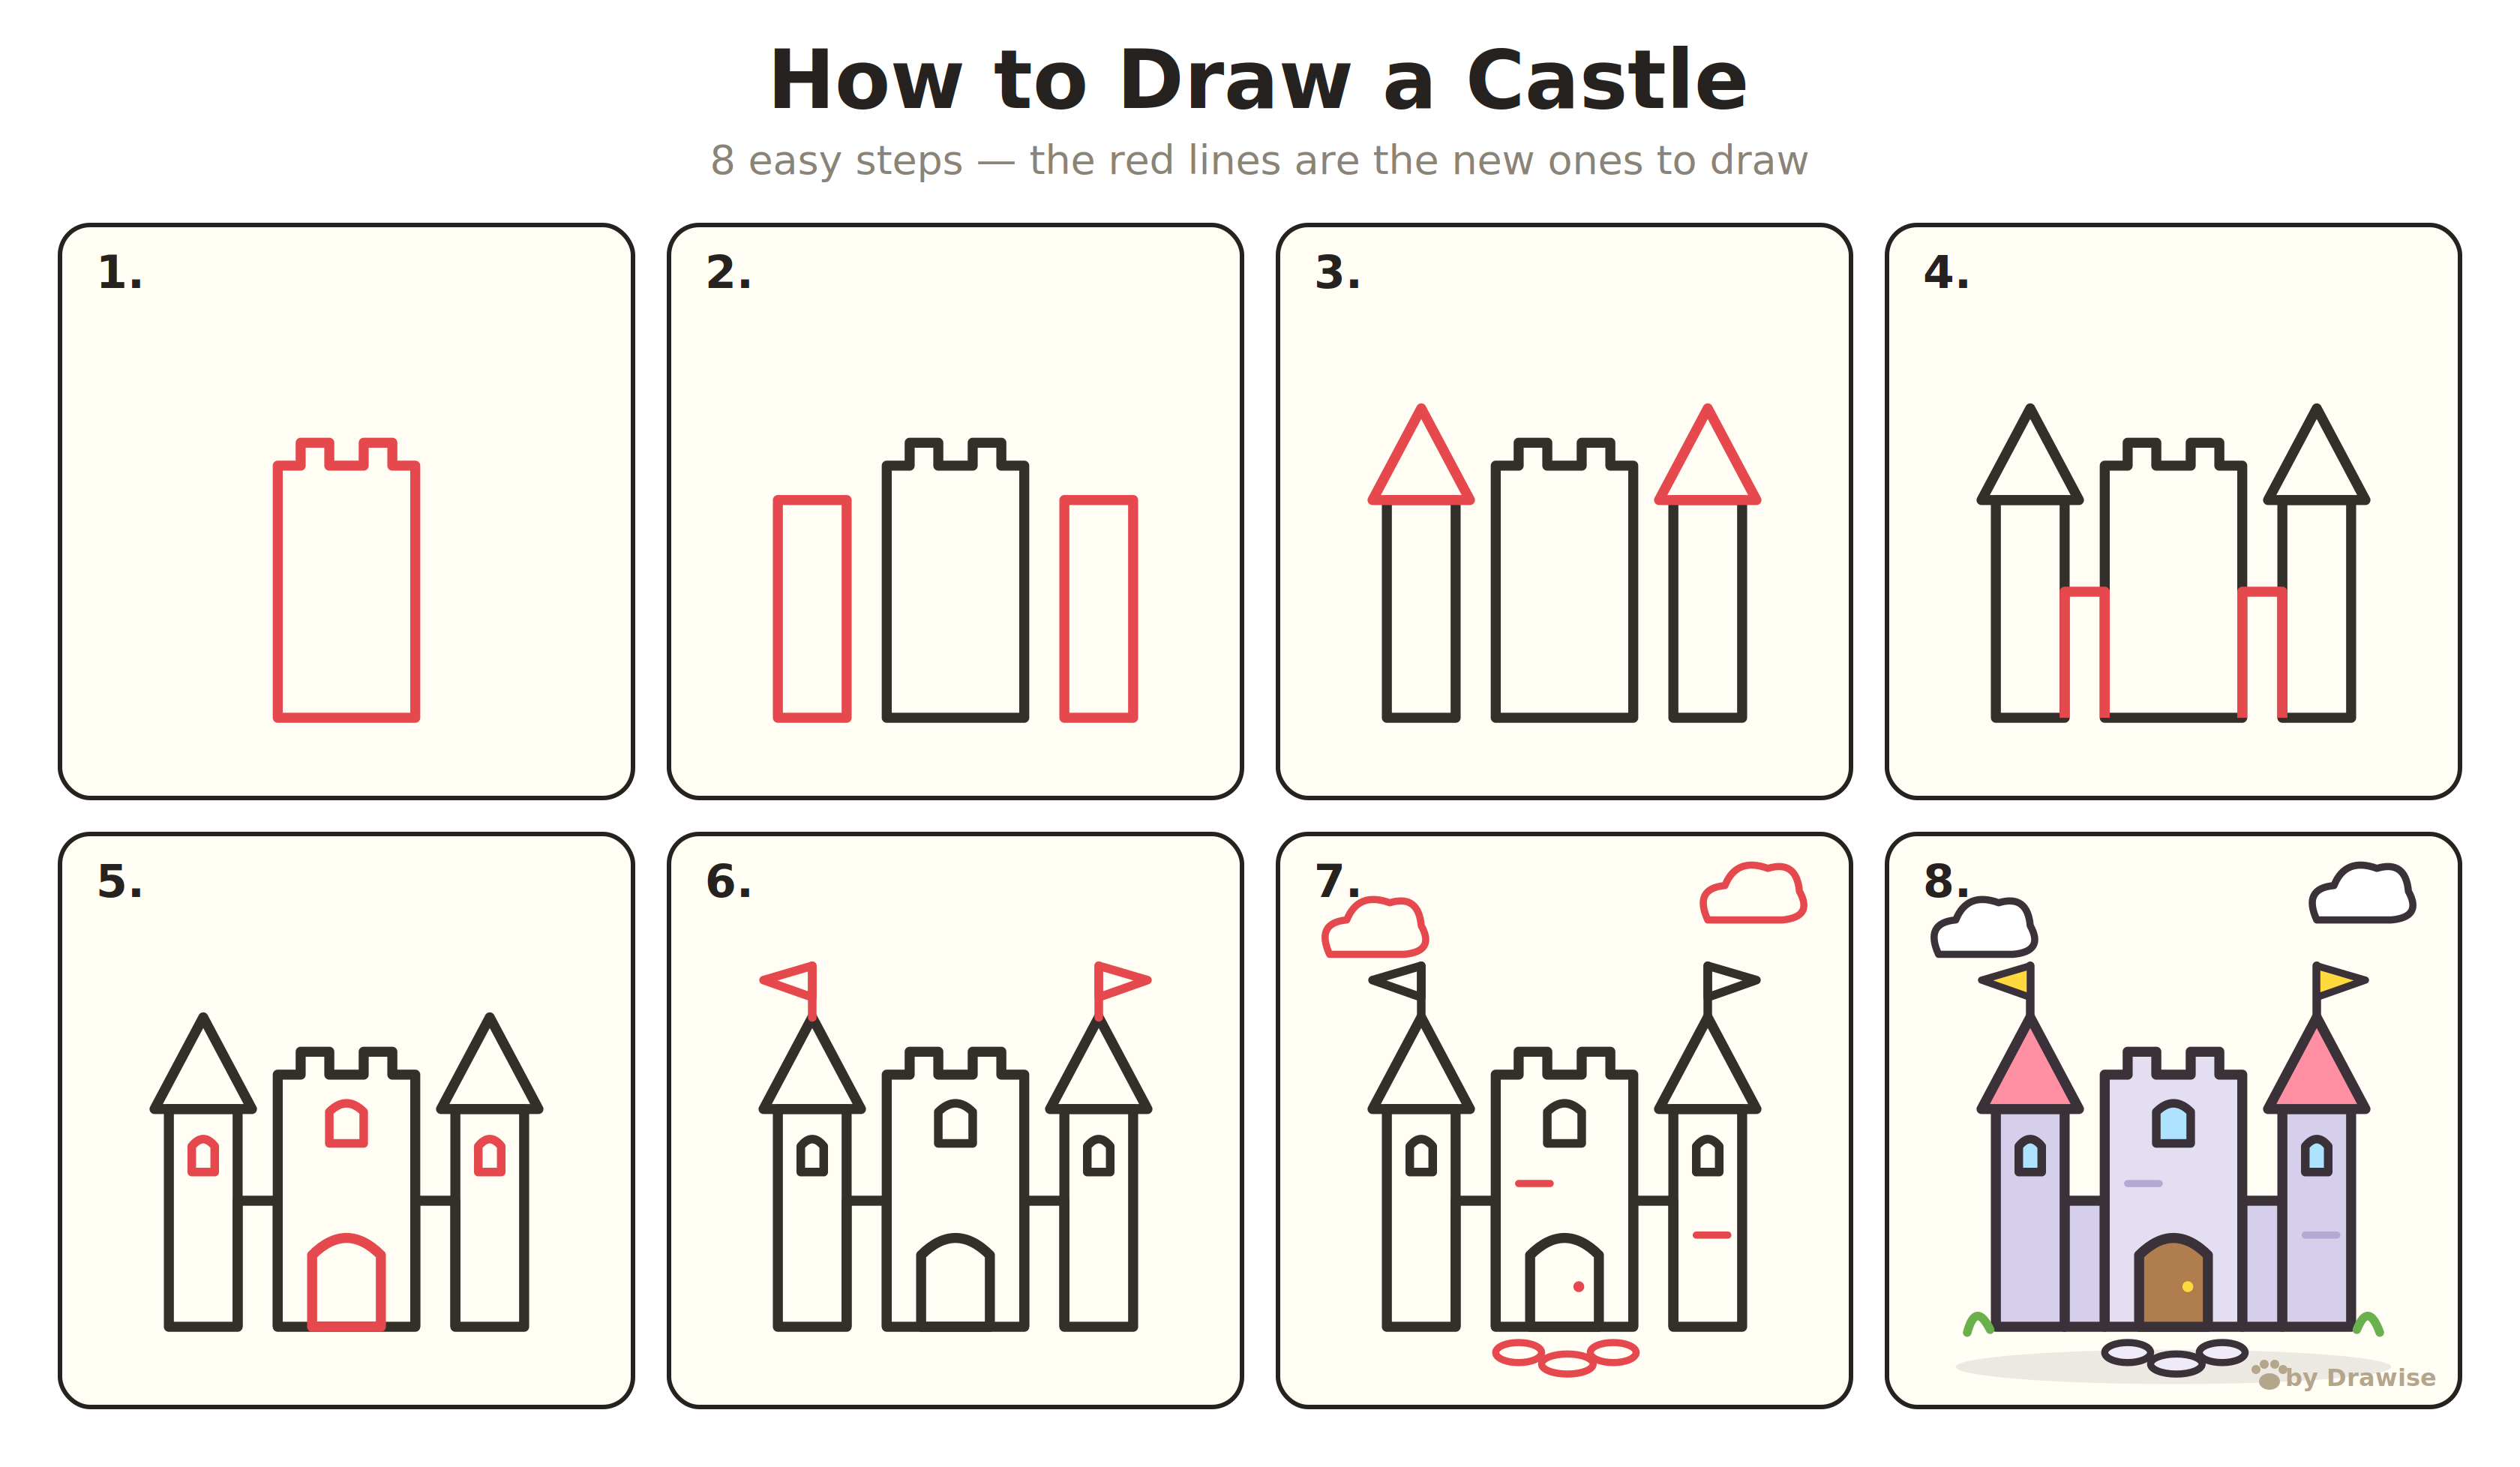 How to Draw a Castle
8 easy steps — the red lines are the new ones to draw
1.
2.
3.
4.
5.
6.
7.
8.
by Drawise